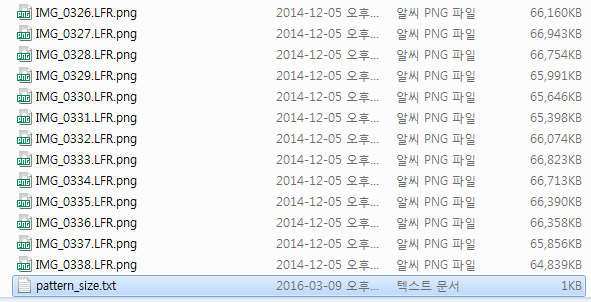 IMG_0326.LFR.png 2014-12-05 오후... 알씨 PNG 파일 66,160KB
IMG_0327.LFR.png 2014-12-05 오후... 알씨 PNG 파일 66,943KB
IMG_0328.LFR.png 2014-12-05 오후... 알씨 PNG 파일 66,754KB
IMG_0329.LFR.png 2014-12-05 오후... 알씨 PNG 파일 65,991KB
IMG_0330.LFR.png 2014-12-05 오후... 알씨 PNG 파일 65,646KB
IMG_0331.LFR.png 2014-12-05 오후... 알씨 PNG 파일 65,398KB
IMG_0332.LFR.png 2014-12-05 오후... 알씨 PNG 파일 66,074KB
IMG_0333.LFR.png 2014-12-05 오후... 알씨 PNG 파일 66,823KB
IMG_0334.LFR.png 2014-12-05 오후... 알씨 PNG 파일 66,713KB
IMG_0335.LFR.png 2014-12-05 오후... 알씨 PNG 파일 66,390KB
IMG_0336.LFR.png 2014-12-05 오후... 알씨 PNG 파일 66,358KB
IMG_0337.LFR.png 2014-12-05 오후... 알씨 PNG 파일 65,856KB
IMG_0338.LFR.png 2014-12-05 오후... 알씨 PNG 파일 64,839KB
pattern_size.txt 2016-03-09 오후... 텍스트 문서 1KB